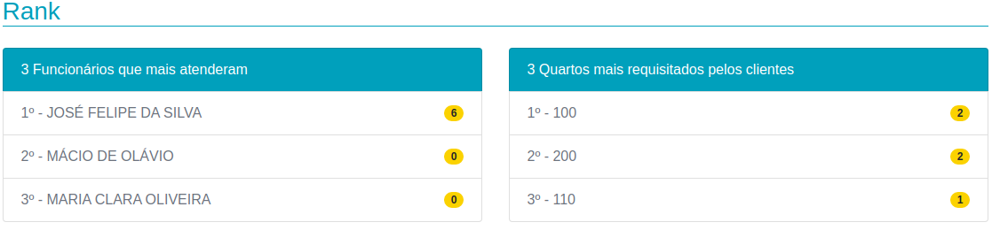 Rank
3 Funcionários que mais atenderam
1º - JOSÉ FELIPE DA SILVA 6
2º - MÁCIO DE OLÁVIO 0
3º - MARIA CLARA OLIVEIRA 0
3 Quartos mais requisitados pelos clientes
1º - 100 2
2º - 200 2
3º - 110 1